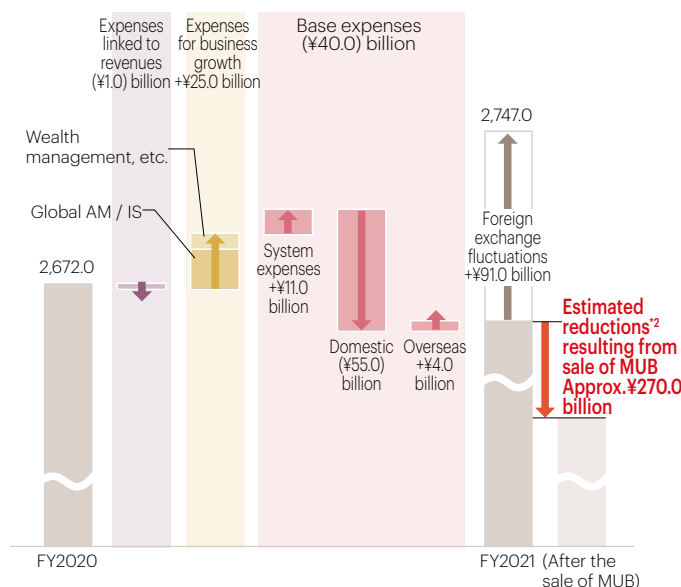 Expenses
linked to
revenues
(¥1.0) billion
Expenses
for business
growth
+¥25.0 billion
Base expenses
(¥40.0) billion
Wealth
management, etc.
Global AM / IS
2,672.0
System
expenses
+¥11.0
billion
Domestic
(¥55.0)
billion
Overseas
+¥4.0
billion
2,747.0
Foreign
exchange
fluctuations
+¥91.0 billion
Estimated
reductions*2
resulting from
sale of MUB
Approx.¥270.0
billion
FY2020
FY2021
(After the
sale of MUB)